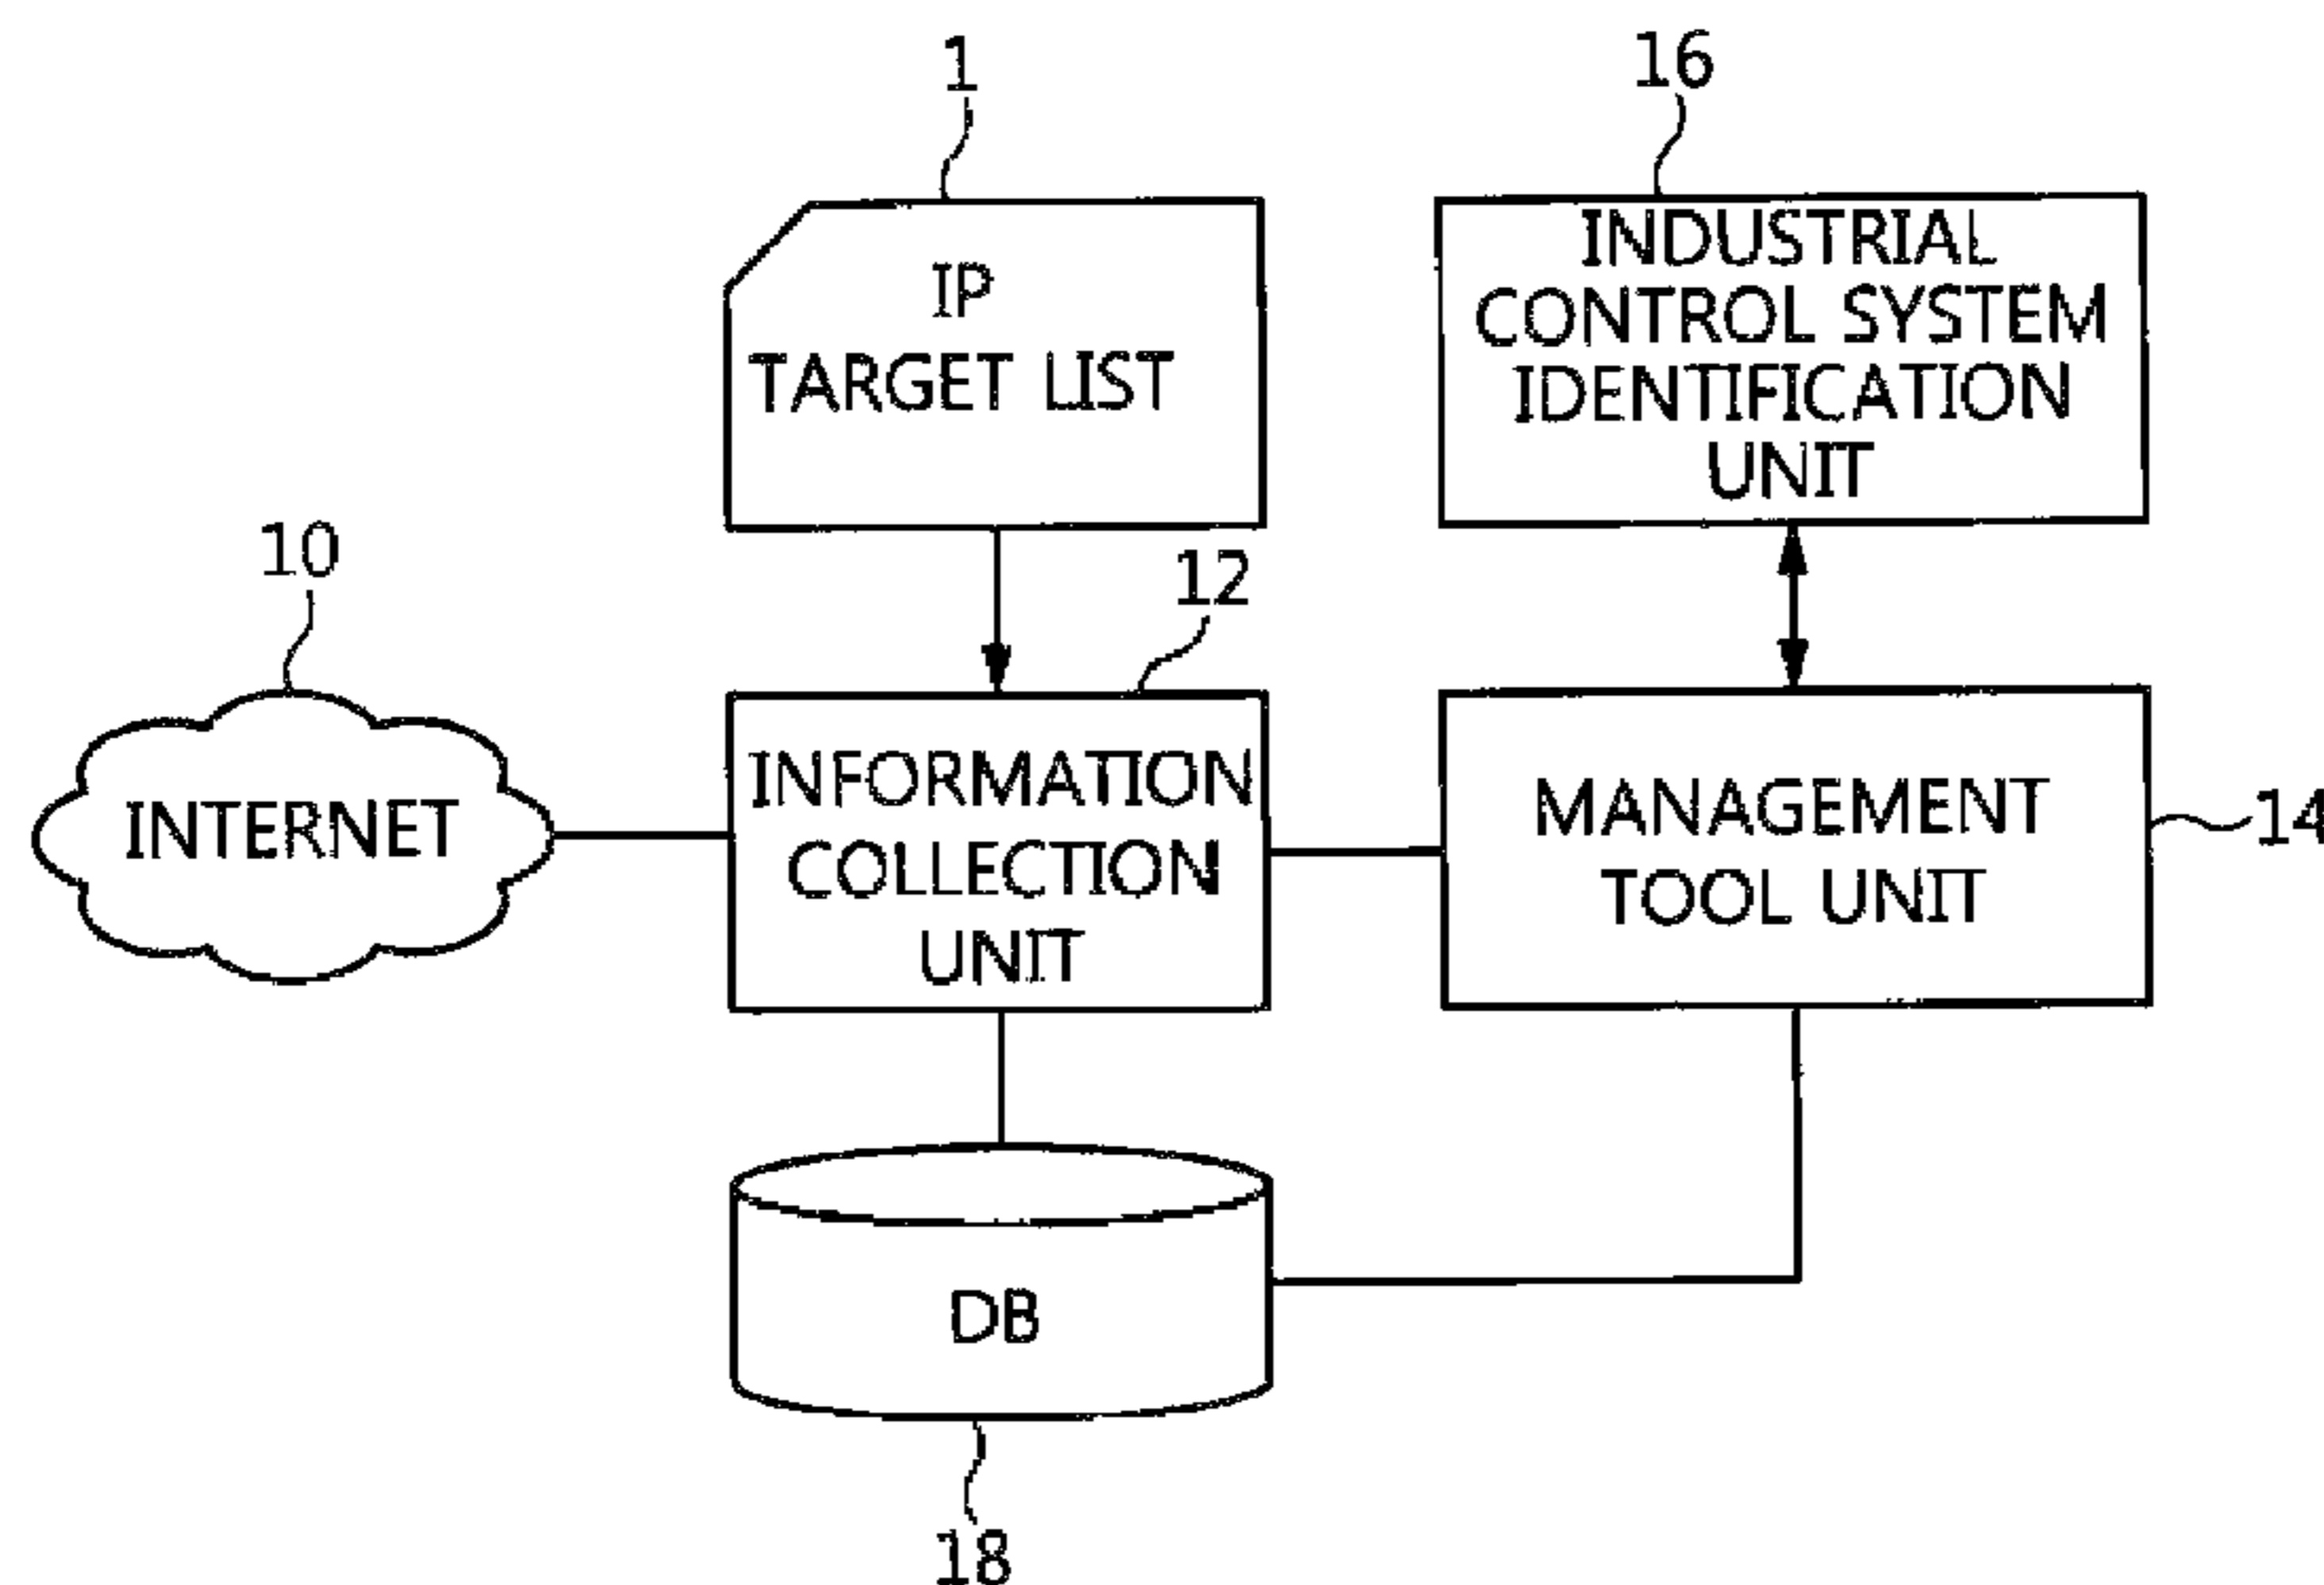 1
16
IP
TARGET LIST
INDUSTRIAL
CONTROL SYSTEM
IDENTIFICATION
UNIT
10
12
INTERNET
INFORMATION
COLLECTION
UNIT
MANAGEMENT
TOOL UNIT
14
DB
18